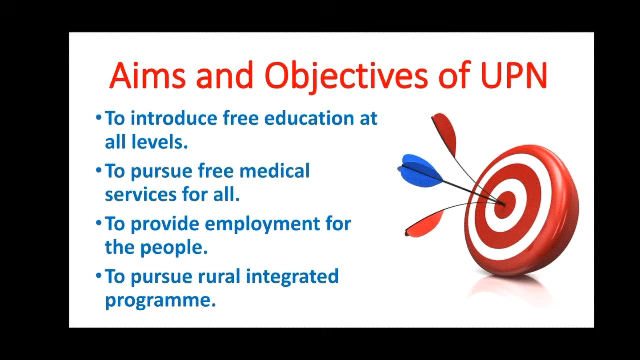 Aims and Objectives of UPN
•To introduce free education at
all levels.
•To pursue free medical
services for all.
•To provide employment for
the people.
•To pursue rural integrated
programme.